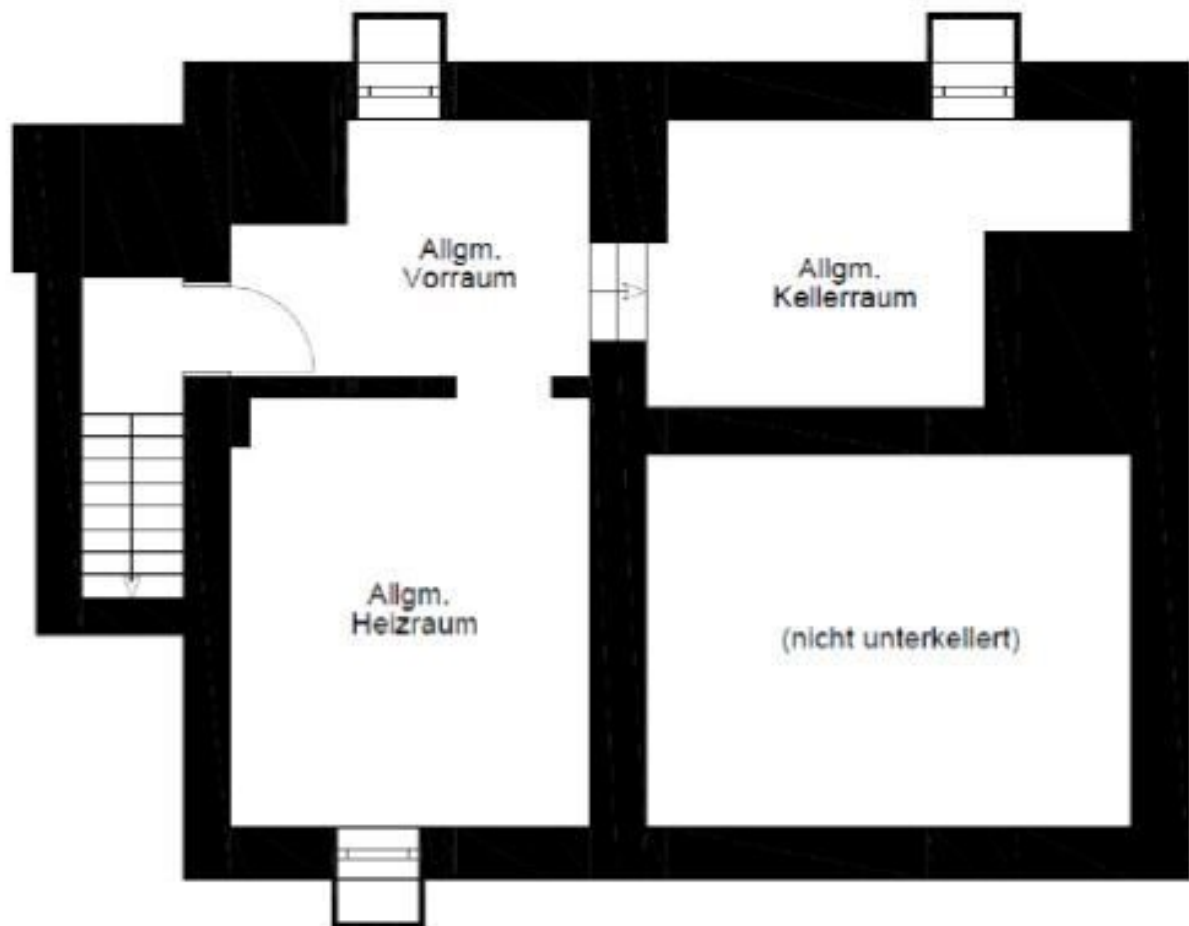 Allgm.
Vorraum
Allgm.
Kellerraum
Allgm.
Heizraum
(nicht unterkellert)